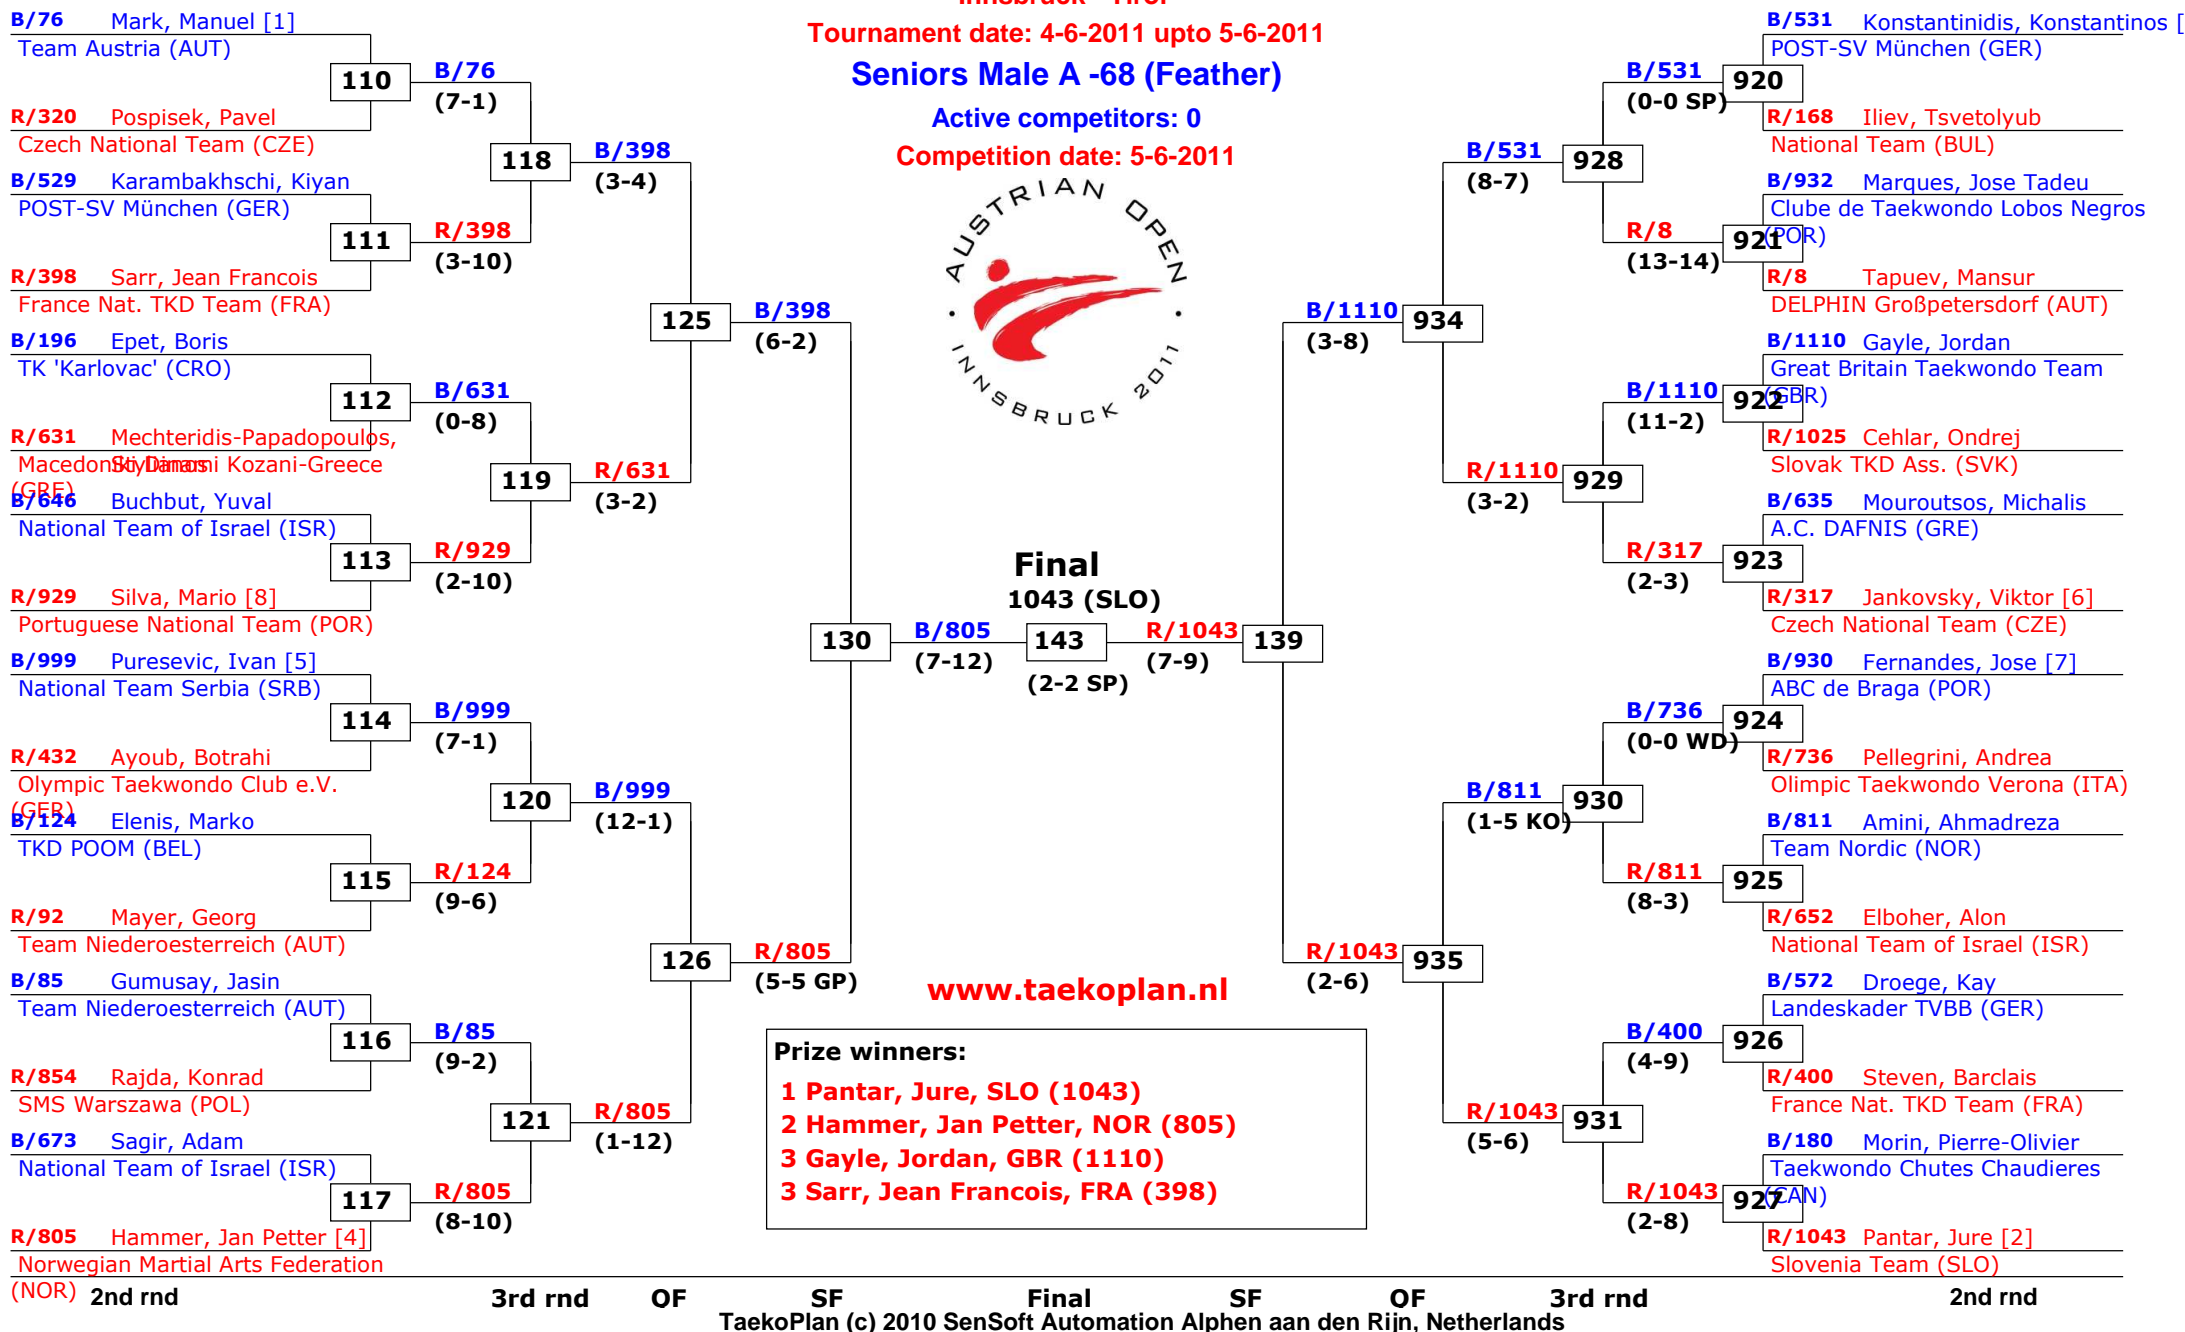 Innsbruck - Tirol
Tournament date: 4-6-2011 upto 5-6-2011
Seniors Male A -68 (Feather)
Active competitors: 0
Competition date: 5-6-2011
AUSTRIAN OPEN
INNSBRUCK 2011
B/76 Mark, Manuel [1]
Team Austria (AUT)
110
R/320 Pospisek, Pavel
Czech National Team (CZE)
B/529 Karambakhschi, Kiyan
POST-SV München (GER)
111
R/398 Sarr, Jean Francois
France Nat. TKD Team (FRA)
B/196 Epet, Boris
TK 'Karlovac' (CRO)
112
R/631 Mechteridis-Papadopoulos,
Macedoniki Dinami Kozani-Greece
(GRE)
B/646 Buchbut, Yuval
National Team of Israel (ISR)
113
R/929 Silva, Mario [8]
Portuguese National Team (POR)
B/999 Puresevic, Ivan [5]
National Team Serbia (SRB)
114
R/432 Ayoub, Botrahi
Olympic Taekwondo Club e.V.
(GER)
B/124 Elenis, Marko
TKD POOM (BEL)
115
R/92 Mayer, Georg
Team Niederoesterreich (AUT)
B/85 Gumusay, Jasin
Team Niederoesterreich (AUT)
116
R/854 Rajda, Konrad
SMS Warszawa (POL)
B/673 Sagir, Adam
National Team of Israel (ISR)
117
R/805 Hammer, Jan Petter [4]
Norwegian Martial Arts Federation
(NOR)
B/76
(7-1)
118
R/398
(3-10)
B/631
(0-8)
119
R/929
(2-10)
B/999
(7-1)
120
R/124
(9-6)
B/85
(9-2)
121
R/805
(8-10)
B/398
(3-4)
125
R/631
(3-2)
B/999
(12-1)
126
R/805
(1-12)
B/398
(6-2)
130
R/805
(5-5 GP)
B/805
(7-12)
Final
1043 (SLO)
143
(2-2 SP)
R/1043
(7-9)
139
B/1110
(3-8)
934
R/1043
(2-6)
935
B/531
(8-7)
928
R/1110
(3-2)
929
B/811
(1-5 KO)
930
R/1043
(5-6)
931
B/531
(0-0 SP)
R/8
(13-14)
B/1110
(11-2)
R/317
(2-3)
B/736
(0-0 WD)
R/811
(8-3)
B/400
(4-9)
R/1043
(2-8)
B/531 Konstantinidis, Konstantinos [
POST-SV München (GER)
920
R/168 Iliev, Tsvetolyub
National Team (BUL)
B/932 Marques, Jose Tadeu
Clube de Taekwondo Lobos Negros
(POR)
921
R/8 Tapuev, Mansur
DELPHIN Großpetersdorf (AUT)
B/1110 Gayle, Jordan
Great Britain Taekwondo Team
(GBR)
922
R/1025 Cehlar, Ondrej
Slovak TKD Ass. (SVK)
B/635 Mouroutsos, Michalis
A.C. DAFNIS (GRE)
923
R/317 Jankovsky, Viktor [6]
Czech National Team (CZE)
B/930 Fernandes, Jose [7]
ABC de Braga (POR)
924
R/736 Pellegrini, Andrea
Olimpic Taekwondo Verona (ITA)
B/811 Amini, Ahmadreza
Team Nordic (NOR)
925
R/652 Elboher, Alon
National Team of Israel (ISR)
B/572 Droege, Kay
Landeskader TVBB (GER)
926
R/400 Steven, Barclais
France Nat. TKD Team (FRA)
B/180 Morin, Pierre-Olivier
Taekwondo Chutes Chaudieres
(CAN)
927
R/1043 Pantar, Jure [2]
Slovenia Team (SLO)
www.taekoplan.nl
Prize winners:
1 Pantar, Jure, SLO (1043)
2 Hammer, Jan Petter, NOR (805)
3 Gayle, Jordan, GBR (1110)
3 Sarr, Jean Francois, FRA (398)
2nd rnd 3rd rnd QF SF Final SF QF 3rd rnd 2nd rnd
TaekoPlan (c) 2010 SenSoft Automation Alphen aan den Rijn, Netherlands